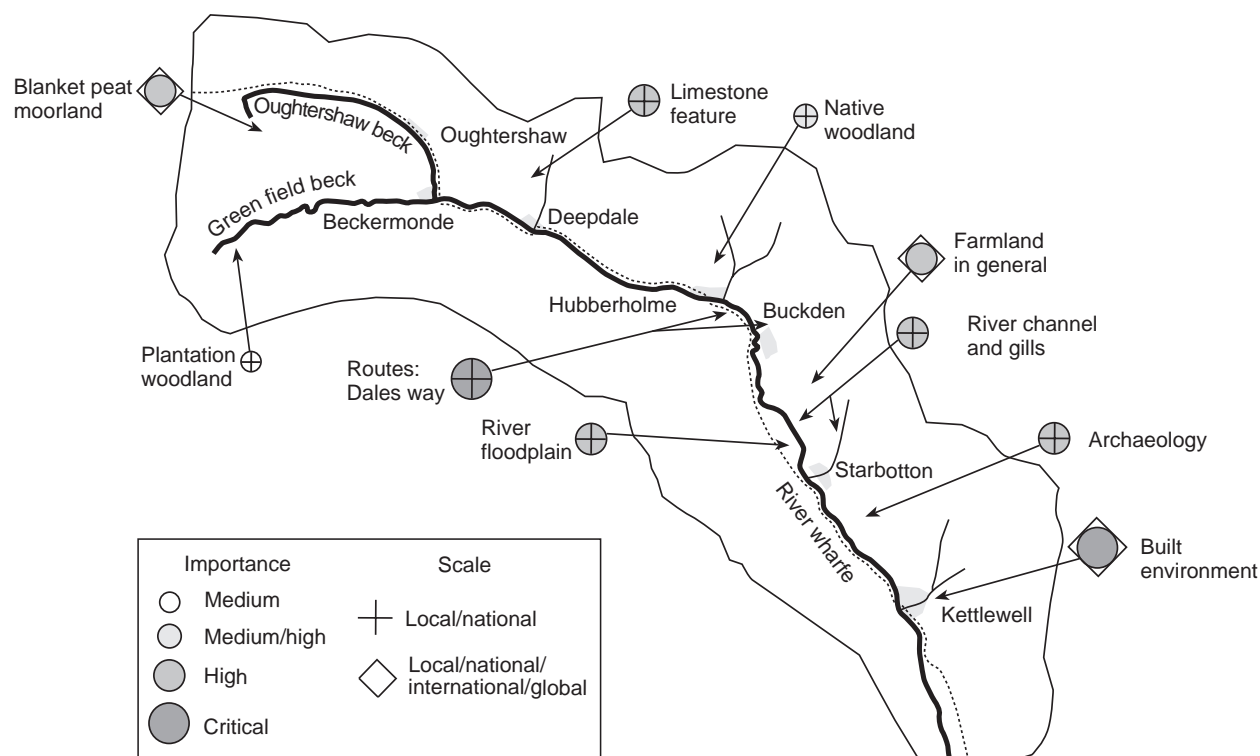 Blanket peat
moorland
Oughtershaw beck
Oughtershaw
Limestone
feature
Native
woodland
Green field beck
Beckermonde
Deepdale
Farmland
in general
Hubberholme
Buckden
River channel
and gills
Plantation
woodland
Routes:
Dales way
River
floodplain
Archaeology
Starbotton
River wharfe
Built
environment
Kettlewell
Importance
Medium
Medium/high
High
Critical
Scale
Local/national
Local/national/
international/global